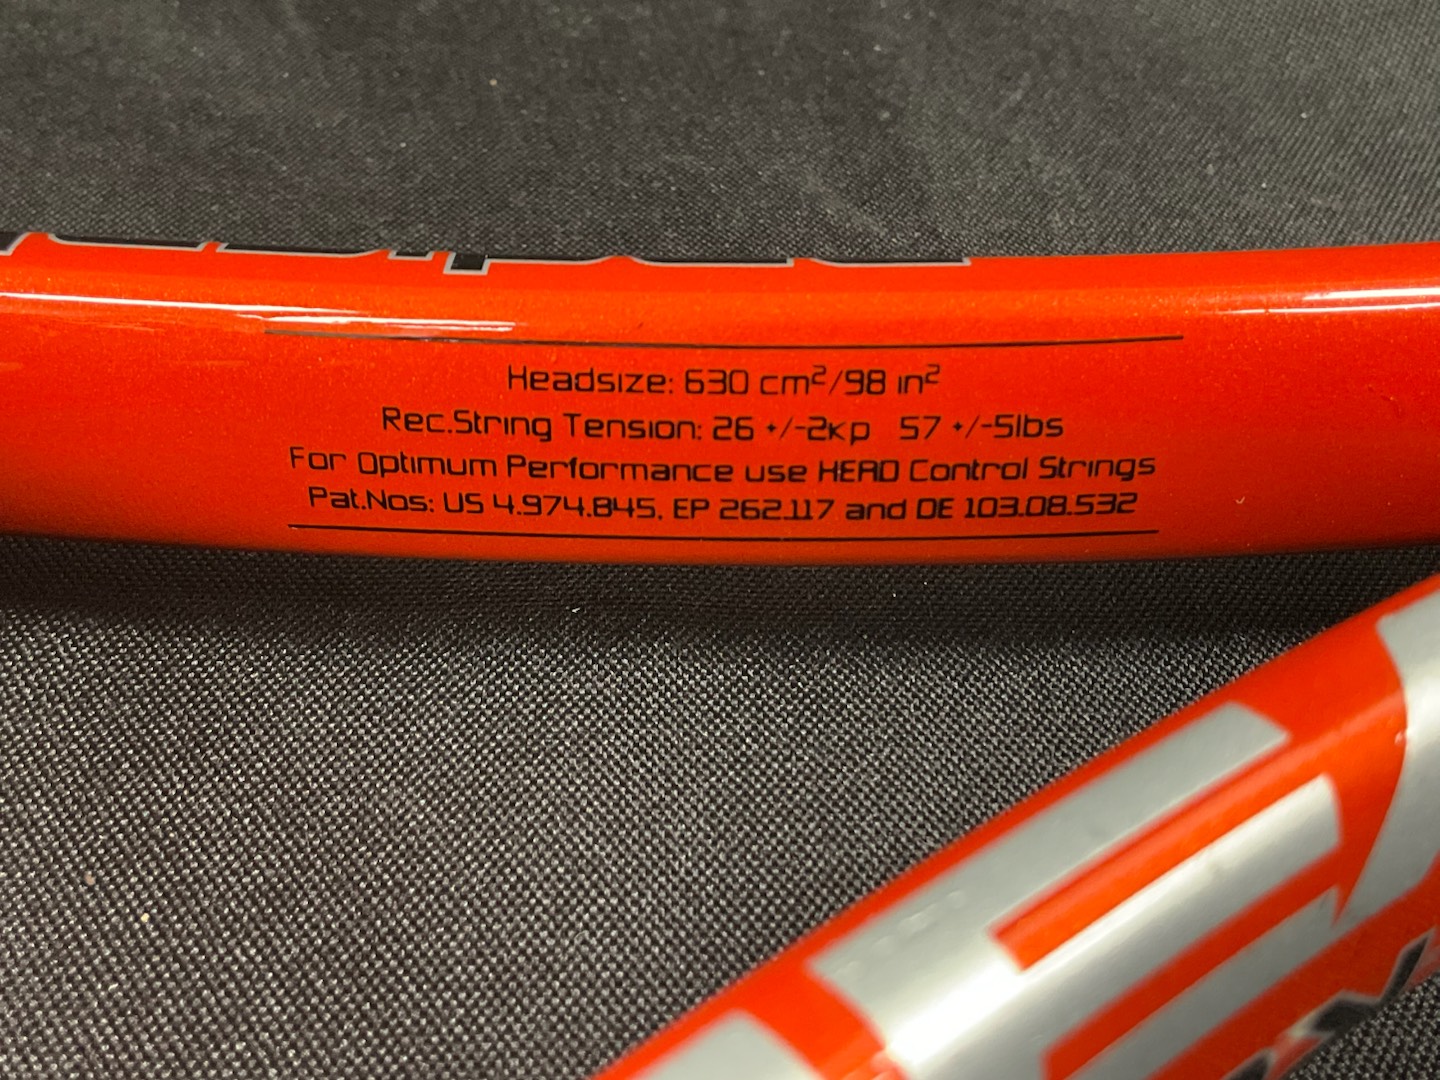 Headsize: 630 cm²/98 in²
Rec.String Tension: 26 +/-2kp 57 +/-5lbs
For Optimum Performance use HEAD Control Strings
Pat.Nos: US 4.974.845, EP 262.117 and DE 103.08.532